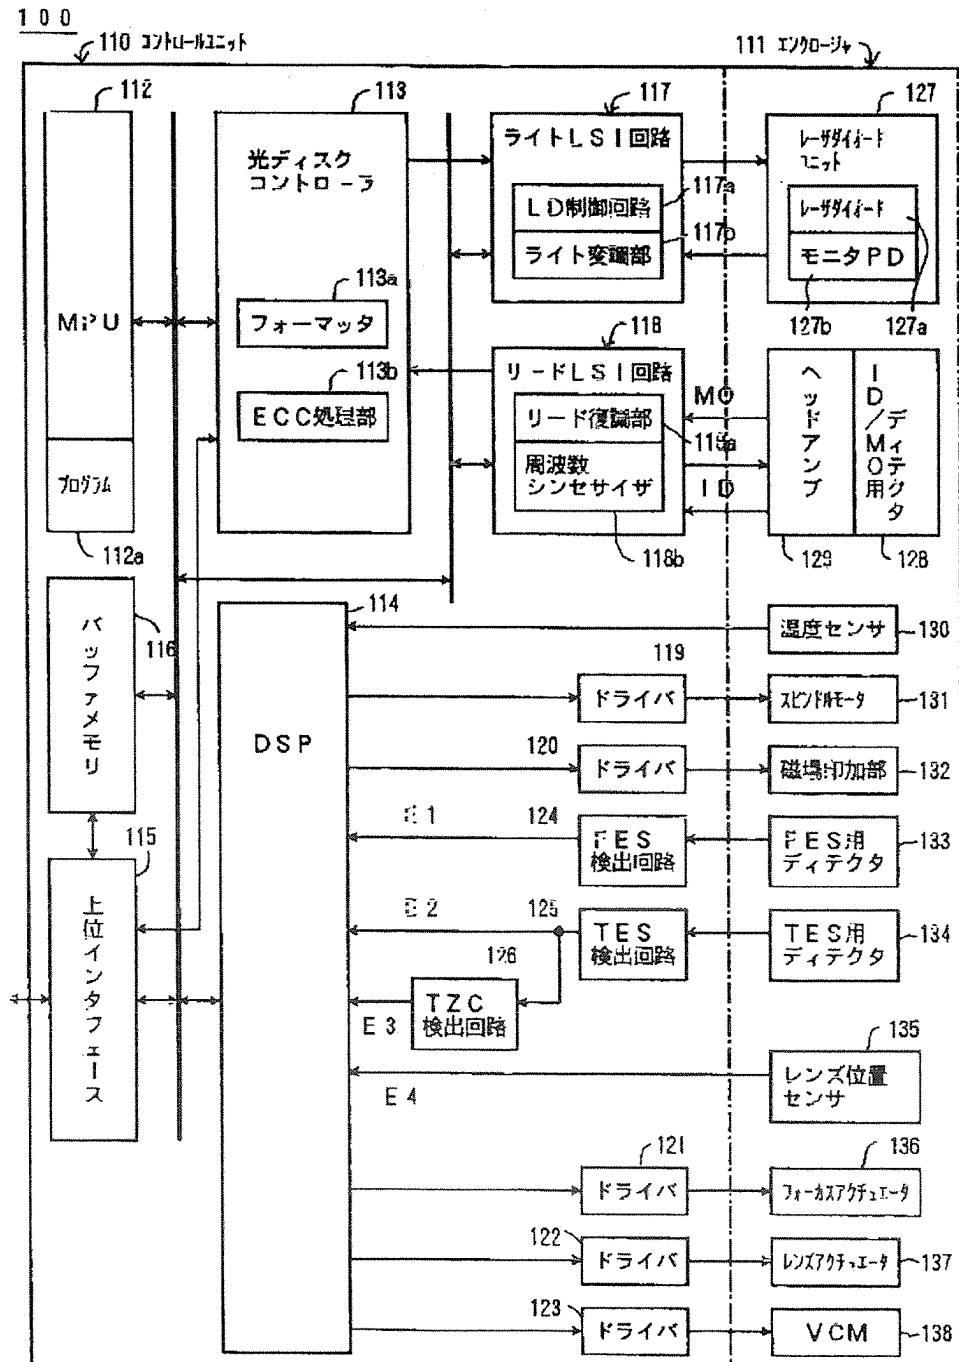 100
110 コントロールユニット
111 エンクロージャ
112
113
117
127
MPU
プログラム
112a
光ディスク
コントローラ
113a
フォーマッタ
113b
ECC処理部
ライトLSI回路
117a
LD制御回路
117b
ライト変調部
レーザダイオード
ユニット
レーザダイオード
モニタPD
127b
127a
118
リードLSI回路
リード復調部
118a
周波数
シンセサイザ
118b
MO
ID
ヘッドアンプ
129
ID/MO用
ディテクタ
128
バッファメモリ
116
上位インタフェース
115
114
DSP
温度センサ
130
119
ドライバ
スピンドルモータ
131
120
ドライバ
磁場印加部
132
E1
124
FES
検出回路
FES用
ディテクタ
133
E2
125
TES
検出回路
TES用
ディテクタ
134
126
TZC
検出回路
E3
135
レンズ位置
センサ
E4
121
ドライバ
136
フォーカスアクチュエータ
122
ドライバ
レンズアクチュエータ
137
123
ドライバ
VCM
138